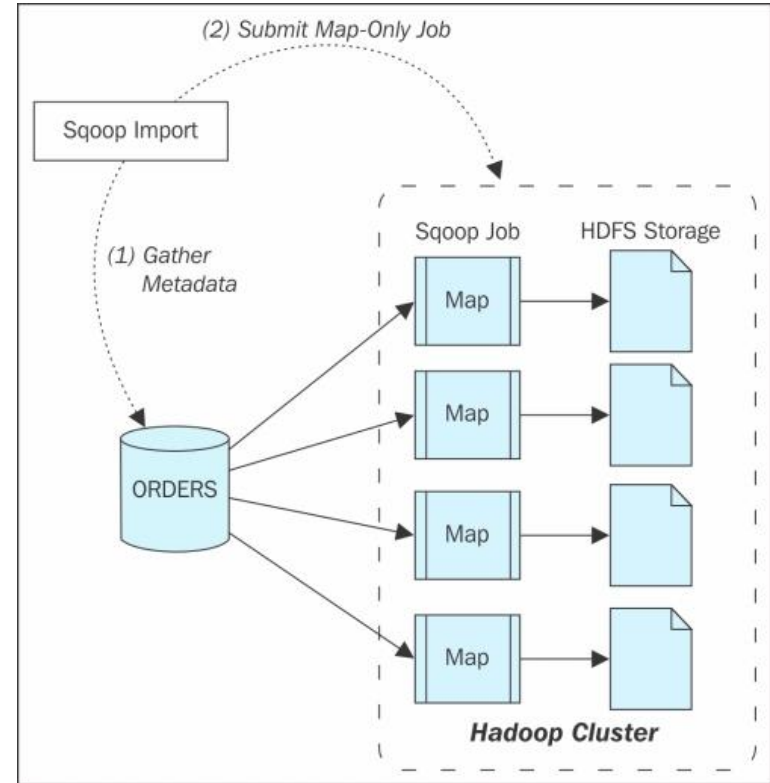 (2) Submit Map-Only Job
Sqoop Import
(1) Gather
Metadata
Sqoop Job
HDFS Storage
Map
Map
ORDERS
Map
Map
Hadoop Cluster